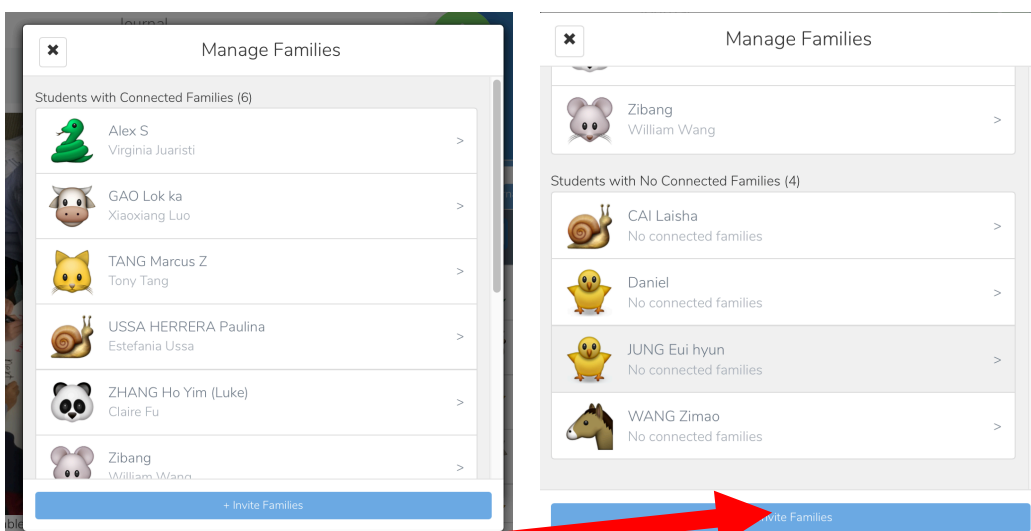 Journal
Manage Families
Students with Connected Families (6)
Alex S
Virginia Juaristi
>
GAO Lok ka
Xiaoxiang Luo
>
TANG Marcus Z
Tony Tang
>
USSA HERRERA Paulina
Estefania Ussa
>
ZHANG Ho Yim (Luke)
Claire Fu
>
Zibang
William Wang
>
+ Invite Families
Manage Families
Zibang
William Wang
>
Students with No Connected Families (4)
CAI Laisha
No connected families
>
Daniel
No connected families
>
JUNG Eui hyun
No connected families
>
WANG Zimao
No connected families
>
Families